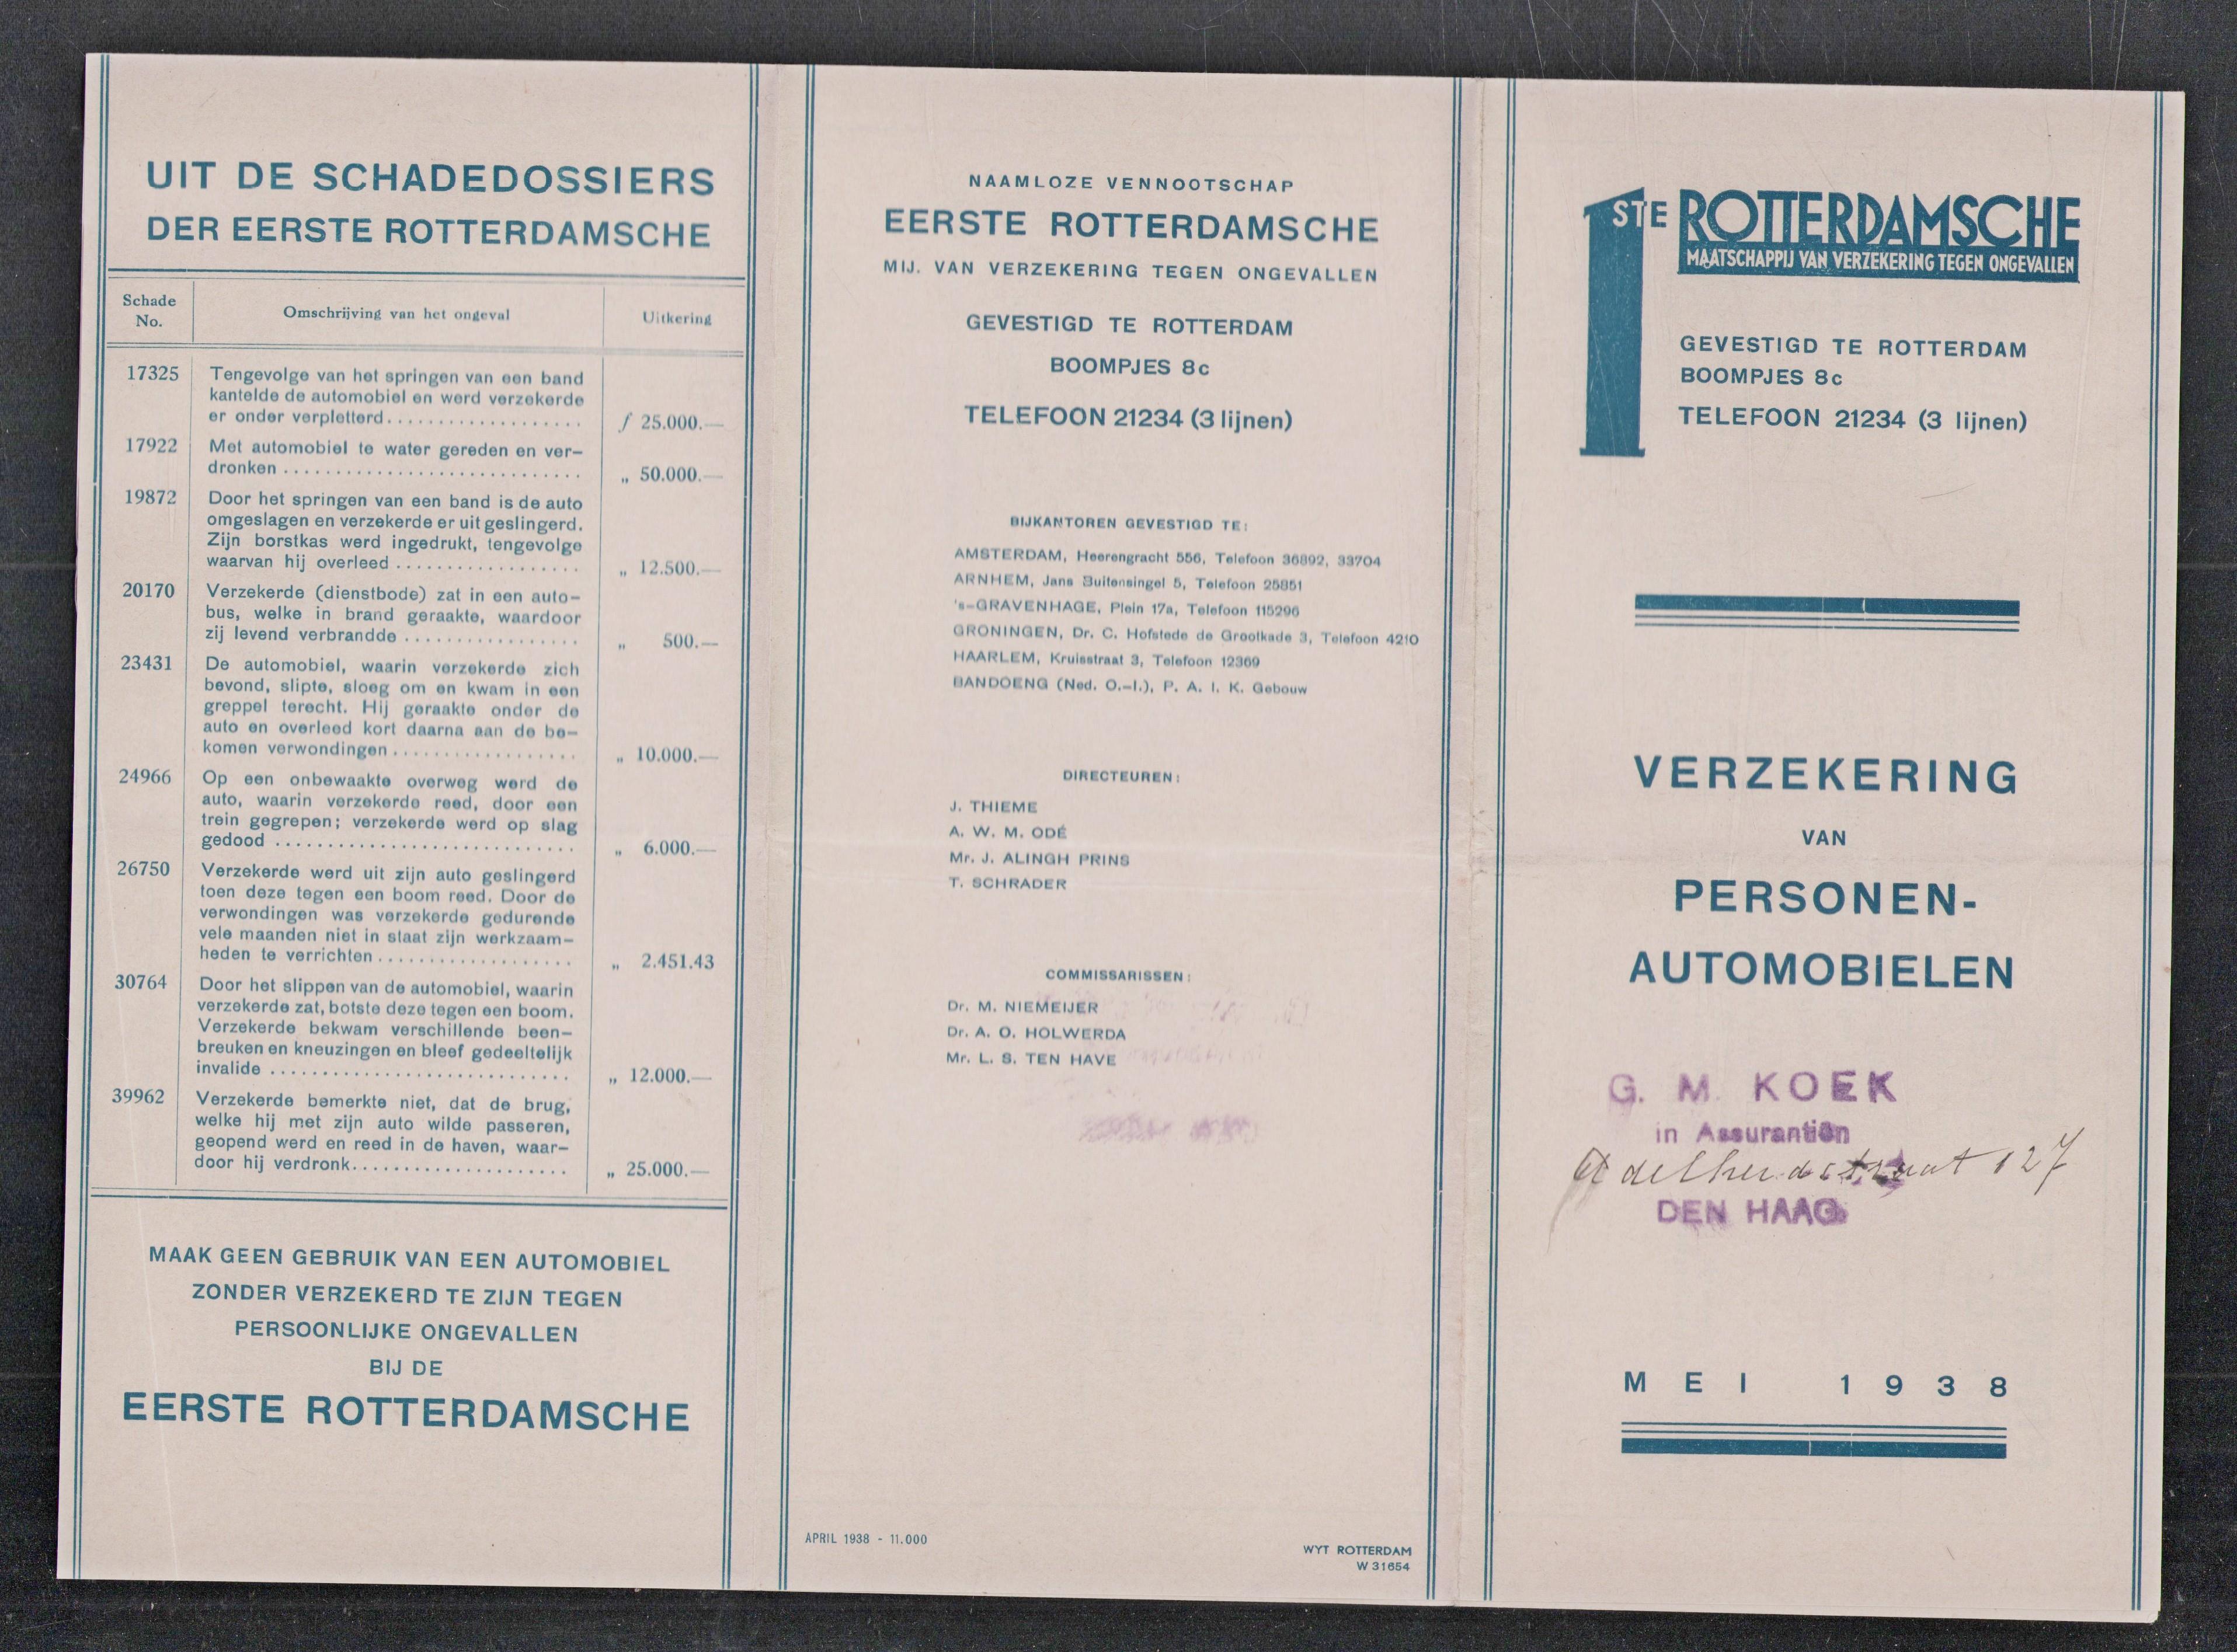 UIT DE SCHADEDOSSIERS
DER EERSTE ROTTERDAMSCHE
Schade No.
Omschrijving van het ongeval
Uitkering
17325
Tengevolge van het springen van een band
kantelde de automobiel en werd verzekerde
er onder verpletterd................... f 25.000.—
17922
Met automobiel te water gereden en ver-
dronken ............................. „ 50.000.—
19872
Door het springen van een band is de auto
omgeslagen en verzekerde er uit geslingerd.
Zijn borstkas werd ingedrukt, tengevolge
waarvan hij overleed .................. „ 12.500.—
20170
Verzekerde (dienstbode) zat in een auto-
bus, welke in brand geraakte, waardoor
zij levend verbrandde ................. „ 500.—
23431
De automobiel, waarin verzekerde zich
bevond, slipte, sloeg om en kwam in een
greppel terecht. Hij geraakte onder de
auto en overleed kort daarna aan de be-
komen verwondingen .................. „ 10.000.—
24966
Op een onbewaakte overweg werd de
auto, waarin verzekerde reed, door een
trein gegrepen; verzekerde werd op slag
gedood ............................. „ 6.000.—
26750
Verzekerde werd uit zijn auto geslingerd
toen deze tegen een boom reed. Door de
verwondingen was verzekerde gedurende
vele maanden niet in staat zijn werkzaam-
heden te verrichten ................... „ 2.451.43
30764
Door het slippen van de automobiel, waarin
verzekerde zat, botste deze tegen een boom.
Verzekerde bekwam verschillende been-
breuken en kneuzingen en bleef gedeeltelijk
invalide ............................. „ 12.000.—
39962
Verzekerde bemerkte niet, dat de brug,
welke hij met zijn auto wilde passeren,
geopend werd en reed in de haven, waar-
door hij verdronk..................... „ 25.000.—
MAAK GEEN GEBRUIK VAN EEN AUTOMOBIEL
ZONDER VERZEKERD TE ZIJN TEGEN
PERSOONLIJKE ONGEVALLEN
BIJ DE
EERSTE ROTTERDAMSCHE
NAAMLOZE VENNOOTSCHAP
EERSTE ROTTERDAMSCHE
MIJ. VAN VERZEKERING TEGEN ONGEVALLEN
GEVESTIGD TE ROTTERDAM
BOOMPJES 8c
TELEFOON 21234 (3 lijnen)
BIJKANTOREN GEVESTIGD TE:
AMSTERDAM, Heerengracht 556, Telefoon 36892, 33704
ARNHEM, Jans Buitensingel 5, Telefoon 25851
's-GRAVENHAGE, Plein 17a, Telefoon 115296
GRONINGEN, Dr. C. Hofstede de Grootkade 3, Telefoon 4210
HAARLEM, Kruisstraat 3, Telefoon 12369
BANDOENG (Ned. O.-I.), P. A. I. K. Gebouw
DIRECTEUREN:
J. THIEME
A. W. M. ODÉ
Mr. J. ALINGH PRINS
T. SCHRADER
COMMISSARISSEN:
Dr. M. NIEMEIJER
Dr. A. O. HOLWERDA
Mr. L. S. TEN HAVE
APRIL 1938 - 11.000
WYT ROTTERDAM
W 31654
1STE ROTTERDAMSCHE
MAATSCHAPPIJ VAN VERZEKERING TEGEN ONGEVALLEN
GEVESTIGD TE ROTTERDAM
BOOMPJES 8c
TELEFOON 21234 (3 lijnen)
VERZEKERING
VAN
PERSONEN-
AUTOMOBIELEN
G. M. KOEK
in Assurantiën
Adelheidstraat 127
DEN HAAG
MEI 1938